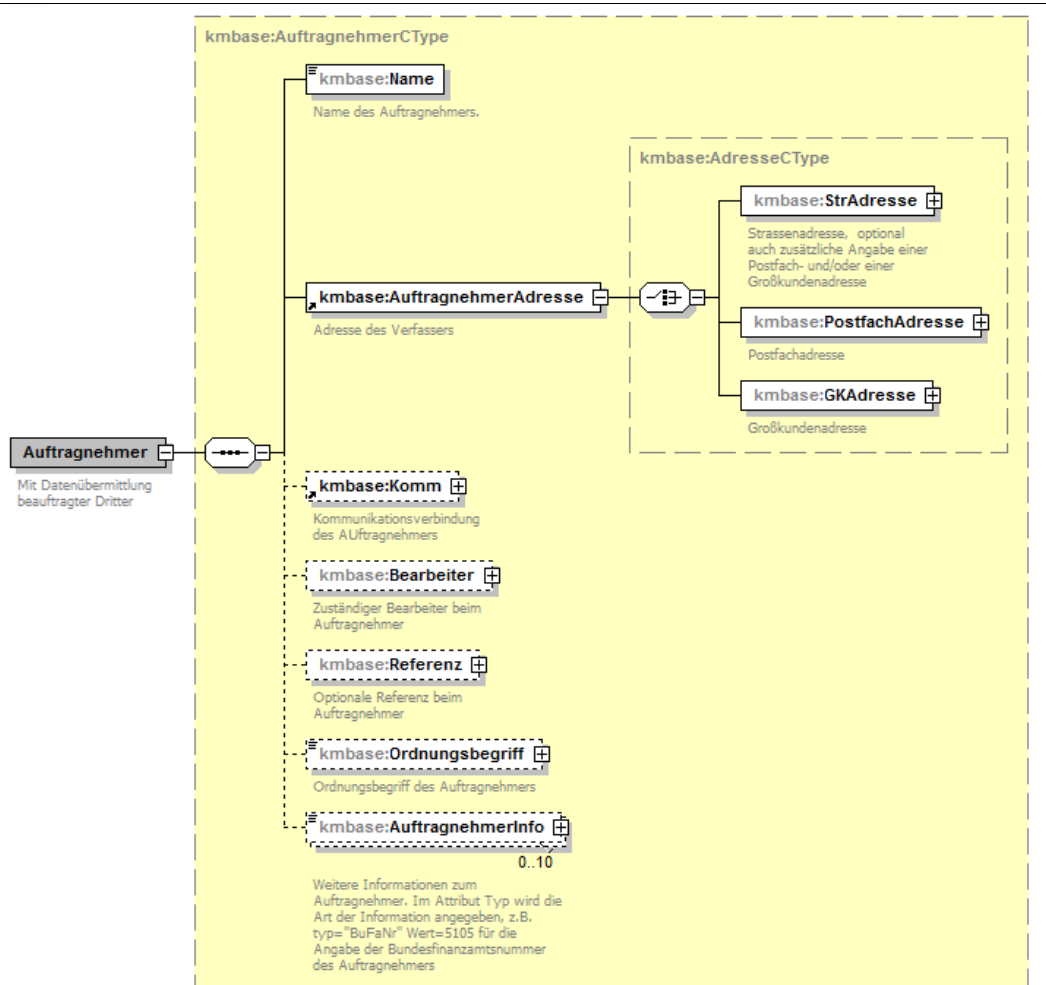 kmbase:AuftragnehmerCType
kmbase:Name
Name des Auftragnehmers.
kmbase:AdresseCType
kmbase:StrAdresse
Strassenadresse, optional
auch zusätzliche Angabe einer
Postfach- und/oder einer
Großkundenadresse
kmbase:AuftragnehmerAdresse
Adresse des Verfassers
kmbase:PostfachAdresse
Postfachadresse
kmbase:GKAdresse
Großkundenadresse
Auftragnehmer
Mit Datenübermittlung
beauftragter Dritter
kmbase:Komm
Kommunikationsverbindung
des AUftragnehmers
kmbase:Bearbeiter
Zuständiger Bearbeiter beim
Auftragnehmer
kmbase:Referenz
Optionale Referenz beim
Auftragnehmer
kmbase:Ordnungsbegriff
Ordnungsbegriff des Auftragnehmers
kmbase:AuftragnehmerInfo
0..10
Weitere Informationen zum
Auftragnehmer. Im Attribut Typ wird die
Art der Information angegeben, z.B.
typ="BuFaNr" Wert=5105 für die
Angabe der Bundesfinanzamtsnummer
des Auftragnehmers